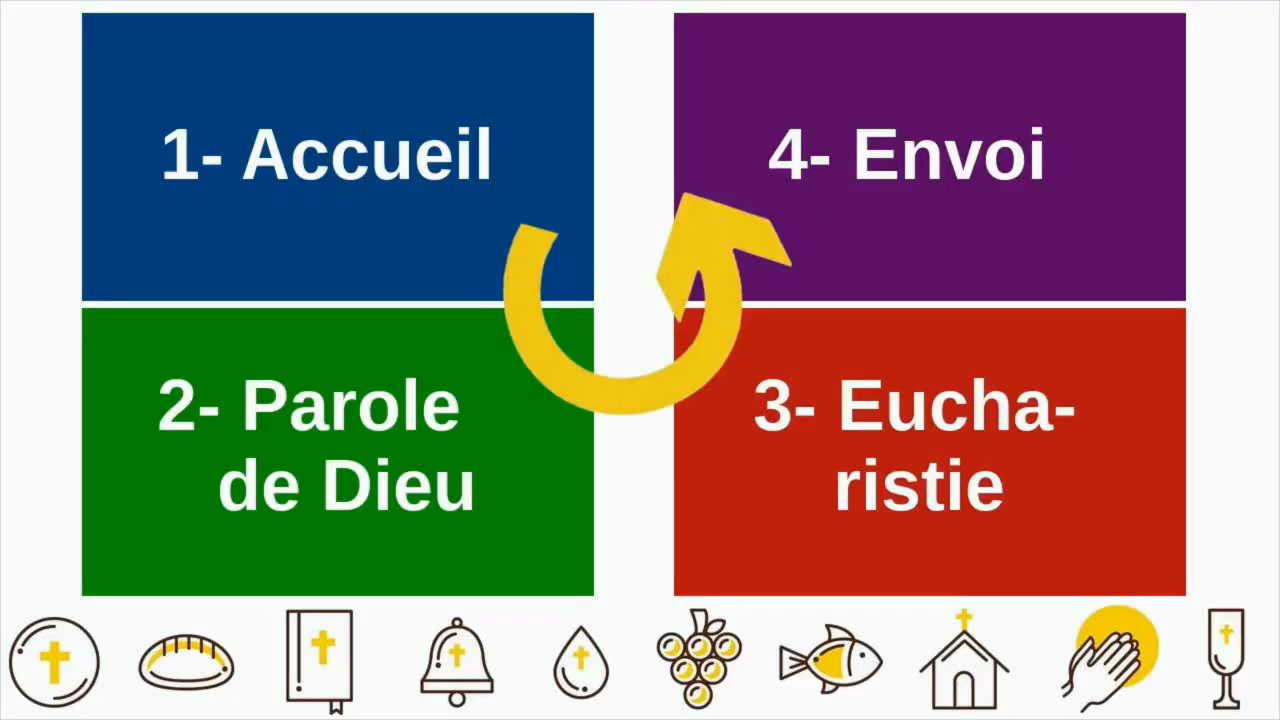 1- Accueil
2- Parole
de Dieu
3- Eucha-
ristie
4- Envoi